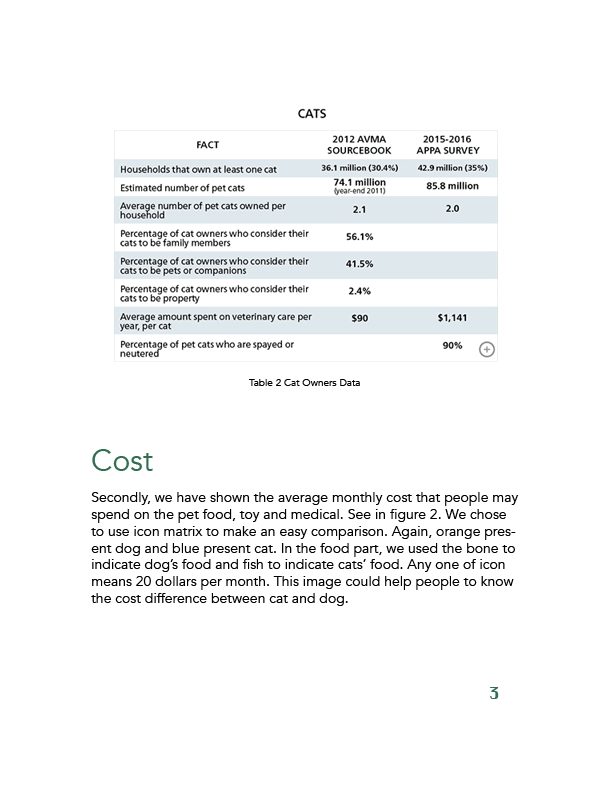 CATS
FACT
2012 AVMA
SOURCEBOOK
2015-2016
APPA SURVEY
Households that own at least one cat
36.1 million (30.4%)
42.9 million (35%)
Estimated number of pet cats
74.1 million
(year-end 2011)
85.8 million
Average number of pet cats owned per
household
2.1
2.0
Percentage of cat owners who consider their
cats to be family members
56.1%
Percentage of cat owners who consider their
cats to be pets or companions
41.5%
Percentage of cat owners who consider their
cats to be property
2.4%
Average amount spent on veterinary care per
year, per cat
$90
$1,141
Percentage of pet cats who are spayed or
neutered
90%
Table 2 Cat Owners Data
Cost
Secondly, we have shown the average monthly cost that people may
spend on the pet food, toy and medical. See in figure 2. We chose
to use icon matrix to make an easy comparison. Again, orange pres-
ent dog and blue present cat. In the food part, we used the bone to
indicate dog’s food and fish to indicate cats’ food. Any one of icon
means 20 dollars per month. This image could help people to know
the cost difference between cat and dog.
3